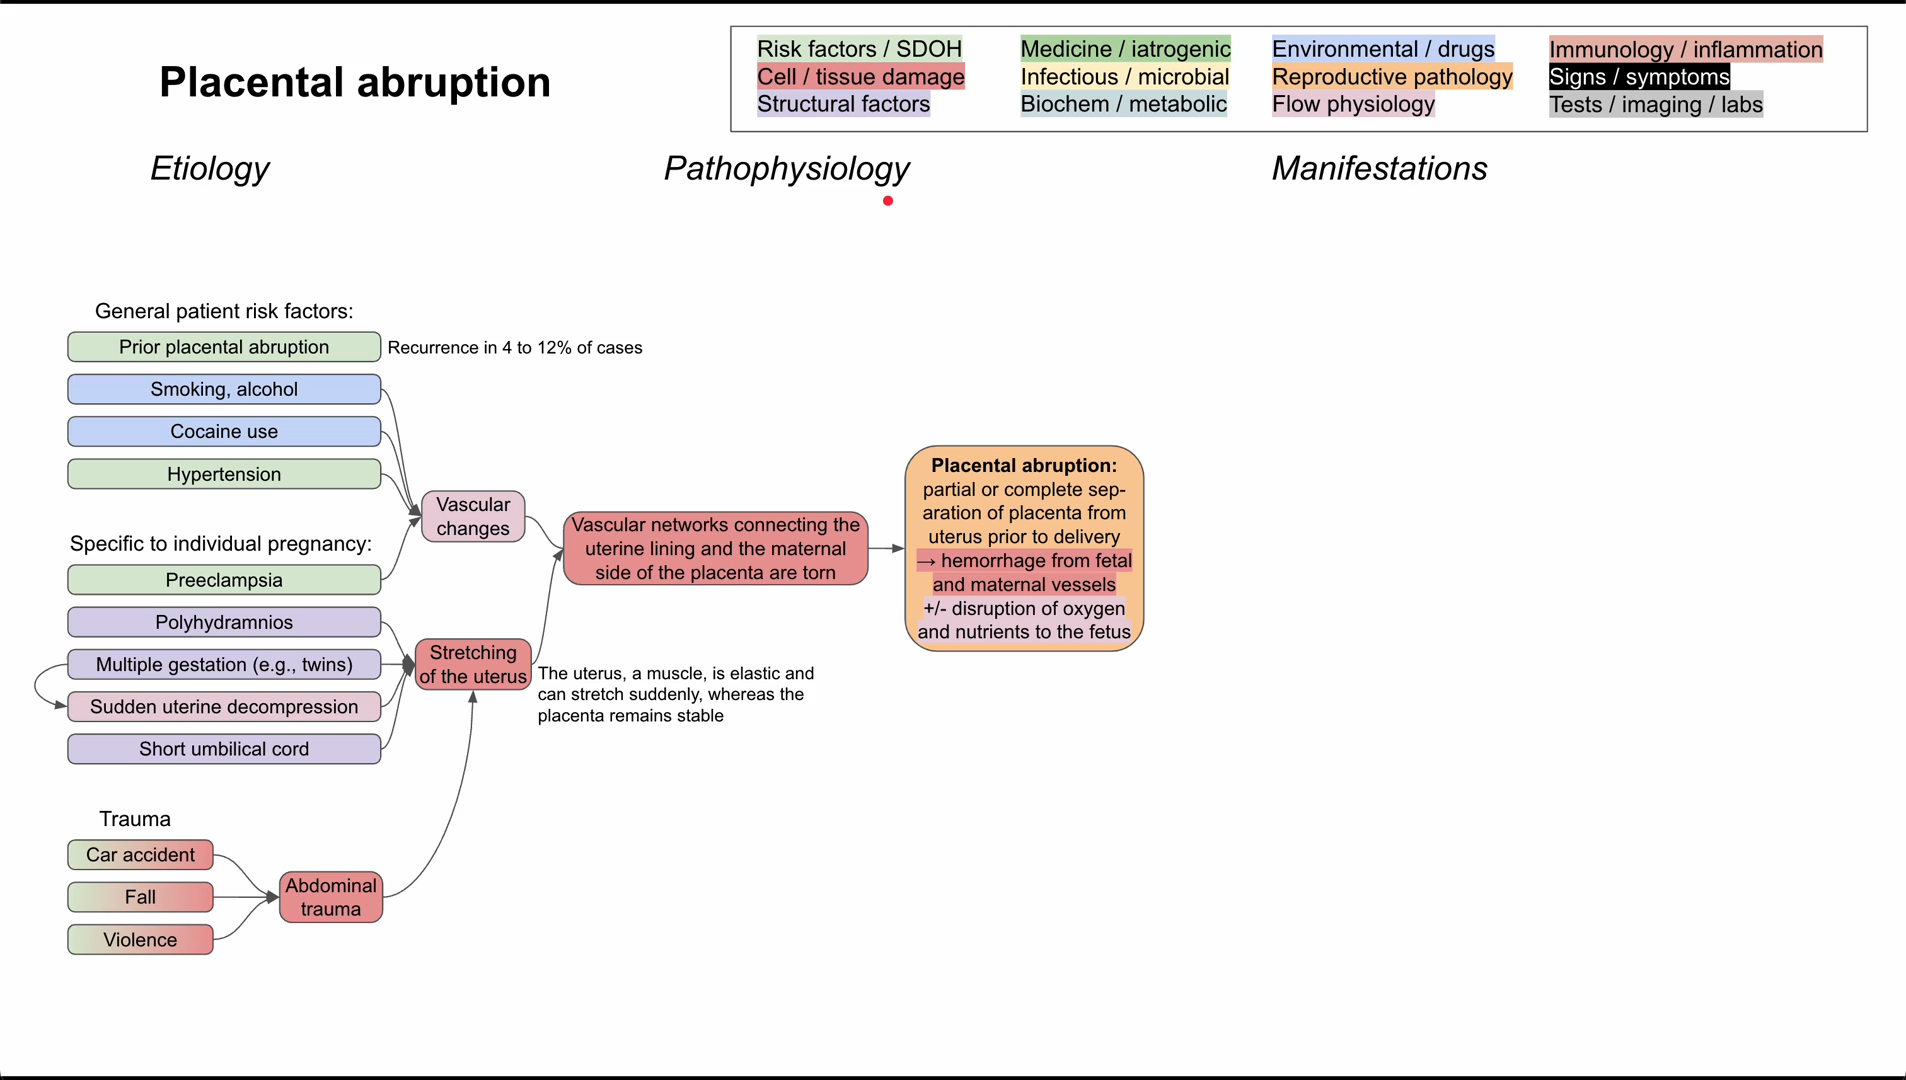 Placental abruption
Risk factors / SDOH
Cell / tissue damage
Structural factors
Medicine / iatrogenic
Infectious / microbial
Biochem / metabolic
Environmental / drugs
Reproductive pathology
Flow physiology
Immunology / inflammation
Signs / symptoms
Tests / imaging / labs
Etiology
Pathophysiology
Manifestations
General patient risk factors:
Prior placental abruption
Recurrence in 4 to 12% of cases
Smoking, alcohol
Cocaine use
Hypertension
Specific to individual pregnancy:
Preeclampsia
Polyhydramnios
Multiple gestation (e.g., twins)
Sudden uterine decompression
Short umbilical cord
Trauma
Car accident
Fall
Violence
Abdominal
trauma
Vascular
changes
Stretching
of the uterus
The uterus, a muscle, is elastic and
can stretch suddenly, whereas the
placenta remains stable
Vascular networks connecting the
uterine lining and the maternal
side of the placenta are torn
Placental abruption:
partial or complete sep-
aration of placenta from
uterus prior to delivery
→ hemorrhage from fetal
and maternal vessels
+/- disruption of oxygen
and nutrients to the fetus